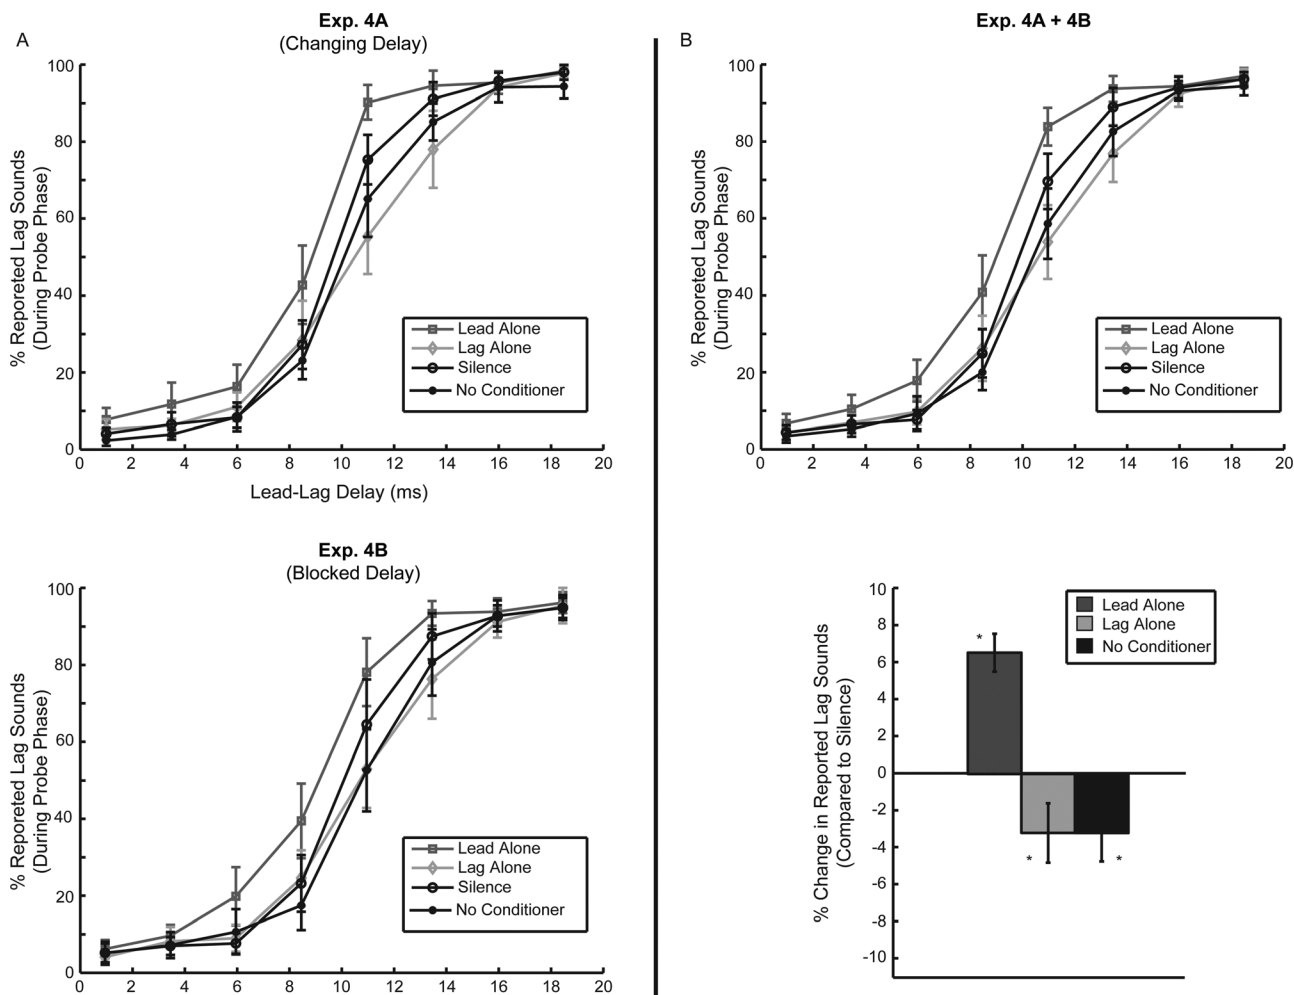 A
Exp. 4A
(Changing Delay)
% Reporeted Lag Sounds
(During Probe Phase)
100
80
60
40
20
0
0 2 4 6 8 10 12 14 16 18 20
Lead-Lag Delay (ms)
Lead Alone
Lag Alone
Silence
No Conditioner
Exp. 4B
(Blocked Delay)
% Reporeted Lag Sounds
(During Probe Phase)
100
80
60
40
20
0
0 2 4 6 8 10 12 14 16 18 20
Lead Alone
Lag Alone
Silence
No Conditioner
B
Exp. 4A + 4B
% Reporeted Lag Sounds
(During Probe Phase)
100
80
60
40
20
0
0 2 4 6 8 10 12 14 16 18 20
Lead Alone
Lag Alone
Silence
No Conditioner
% Change in Reported Lag Sounds
(Compared to Silence)
10
8
6
4
2
0
-2
-4
-6
-8
-10
*
*
*
Lead Alone
Lag Alone
No Conditioner